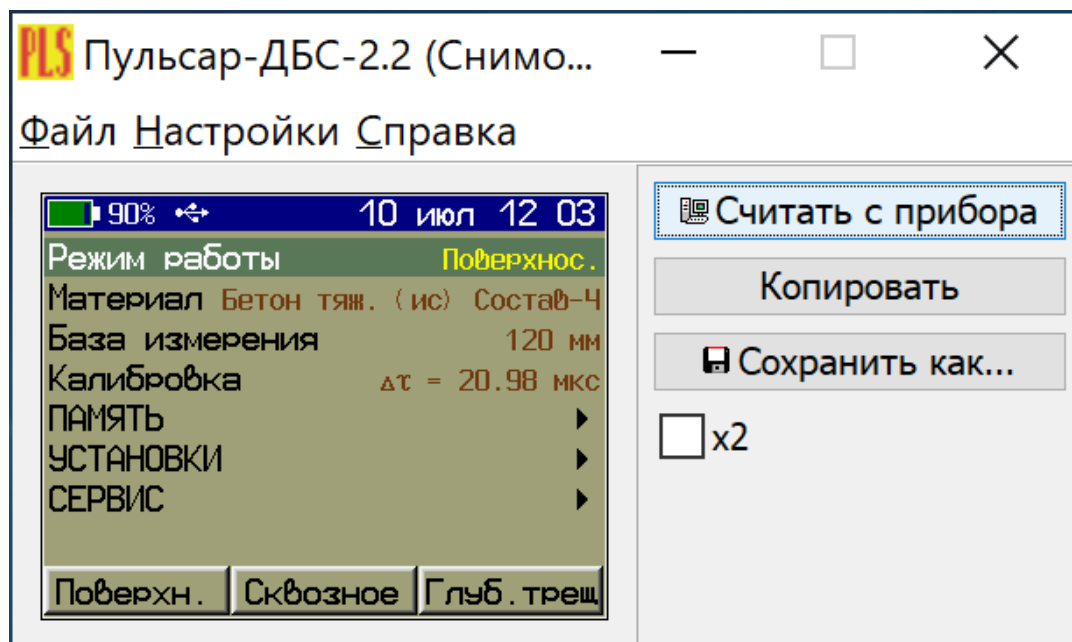 PLS Пульсар-ДБС-2.2 (Снимо...
Файл Настройки Справка
90% 10 июл 12 03
Режим работы Поверхнос.
Материал Бетон тяж. (ис) Состав-Ч
База измерения 120 мм
Калибровка Δτ = 20.98 мкс
ПАМЯТЬ
УСТАНОВКИ
СЕРВИС
Поверхн. Сквозное Глуб.трещ
Считать с прибора
Копировать
Сохранить как...
x2